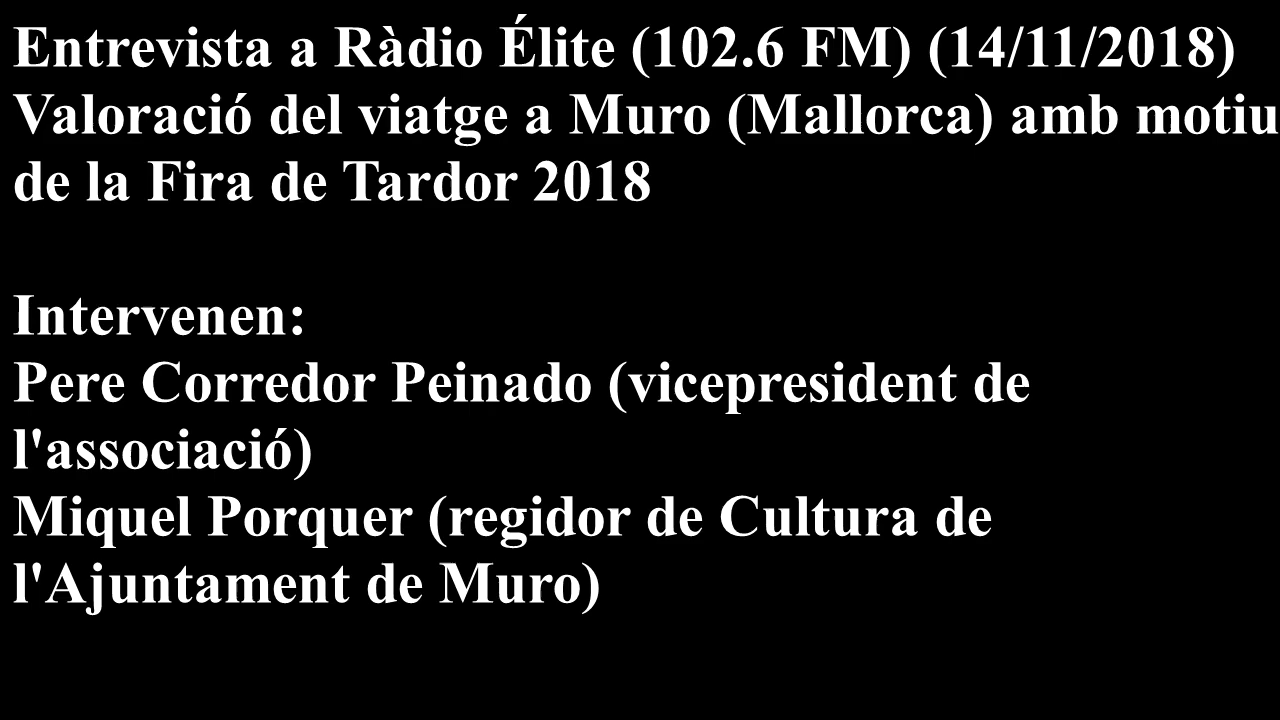 Entrevista a Ràdio Élite (102.6 FM) (14/11/2018)
Valoració del viatge a Muro (Mallorca) amb motiu
de la Fira de Tardor 2018
Intervenen:
Pere Corredor Peinado (vicepresident de
l'associació)
Miquel Porquer (regidor de Cultura de
l'Ajuntament de Muro)